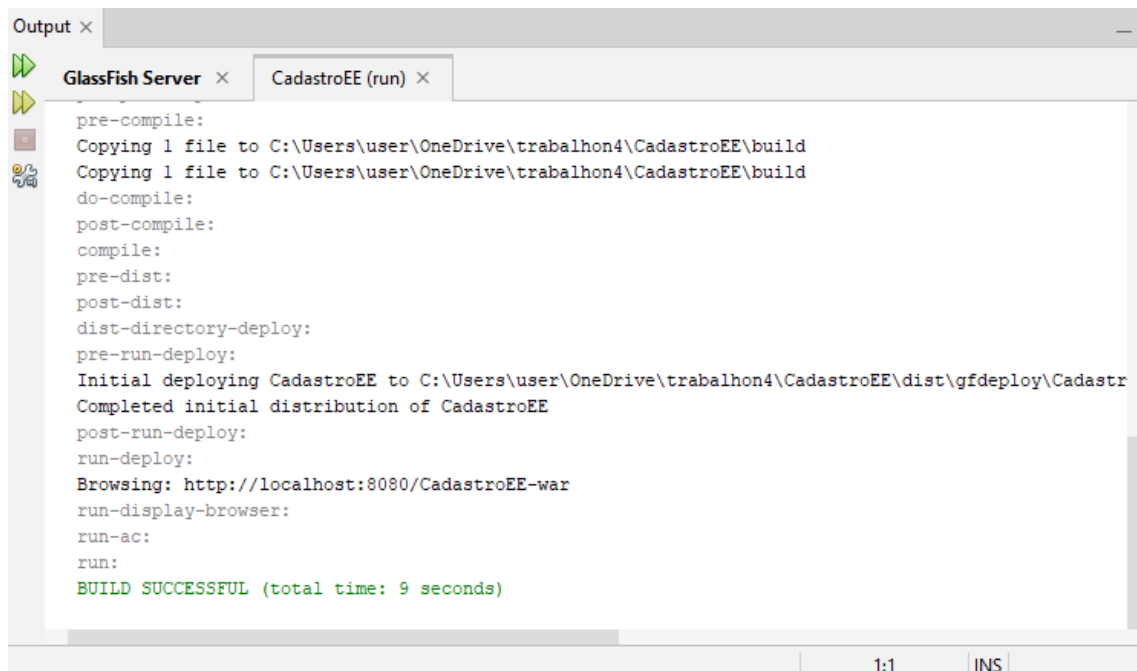 Output
GlassFish Server
CadastroEE (run)
pre-compile:
Copying 1 file to C:\Users\user\OneDrive\trabalhon4\CadastroEE\build
Copying 1 file to C:\Users\user\OneDrive\trabalhon4\CadastroEE\build
do-compile:
post-compile:
compile:
pre-dist:
post-dist:
dist-directory-deploy:
pre-run-deploy:
Initial deploying CadastroEE to C:\Users\user\OneDrive\trabalhon4\CadastroEE\dist\gfdeploy\Cadastr
Completed initial distribution of CadastroEE
post-run-deploy:
run-deploy:
Browsing: http://localhost:8080/CadastroEE-war
run-display-browser:
run-ac:
run:
BUILD SUCCESSFUL (total time: 9 seconds)
1:1 INS